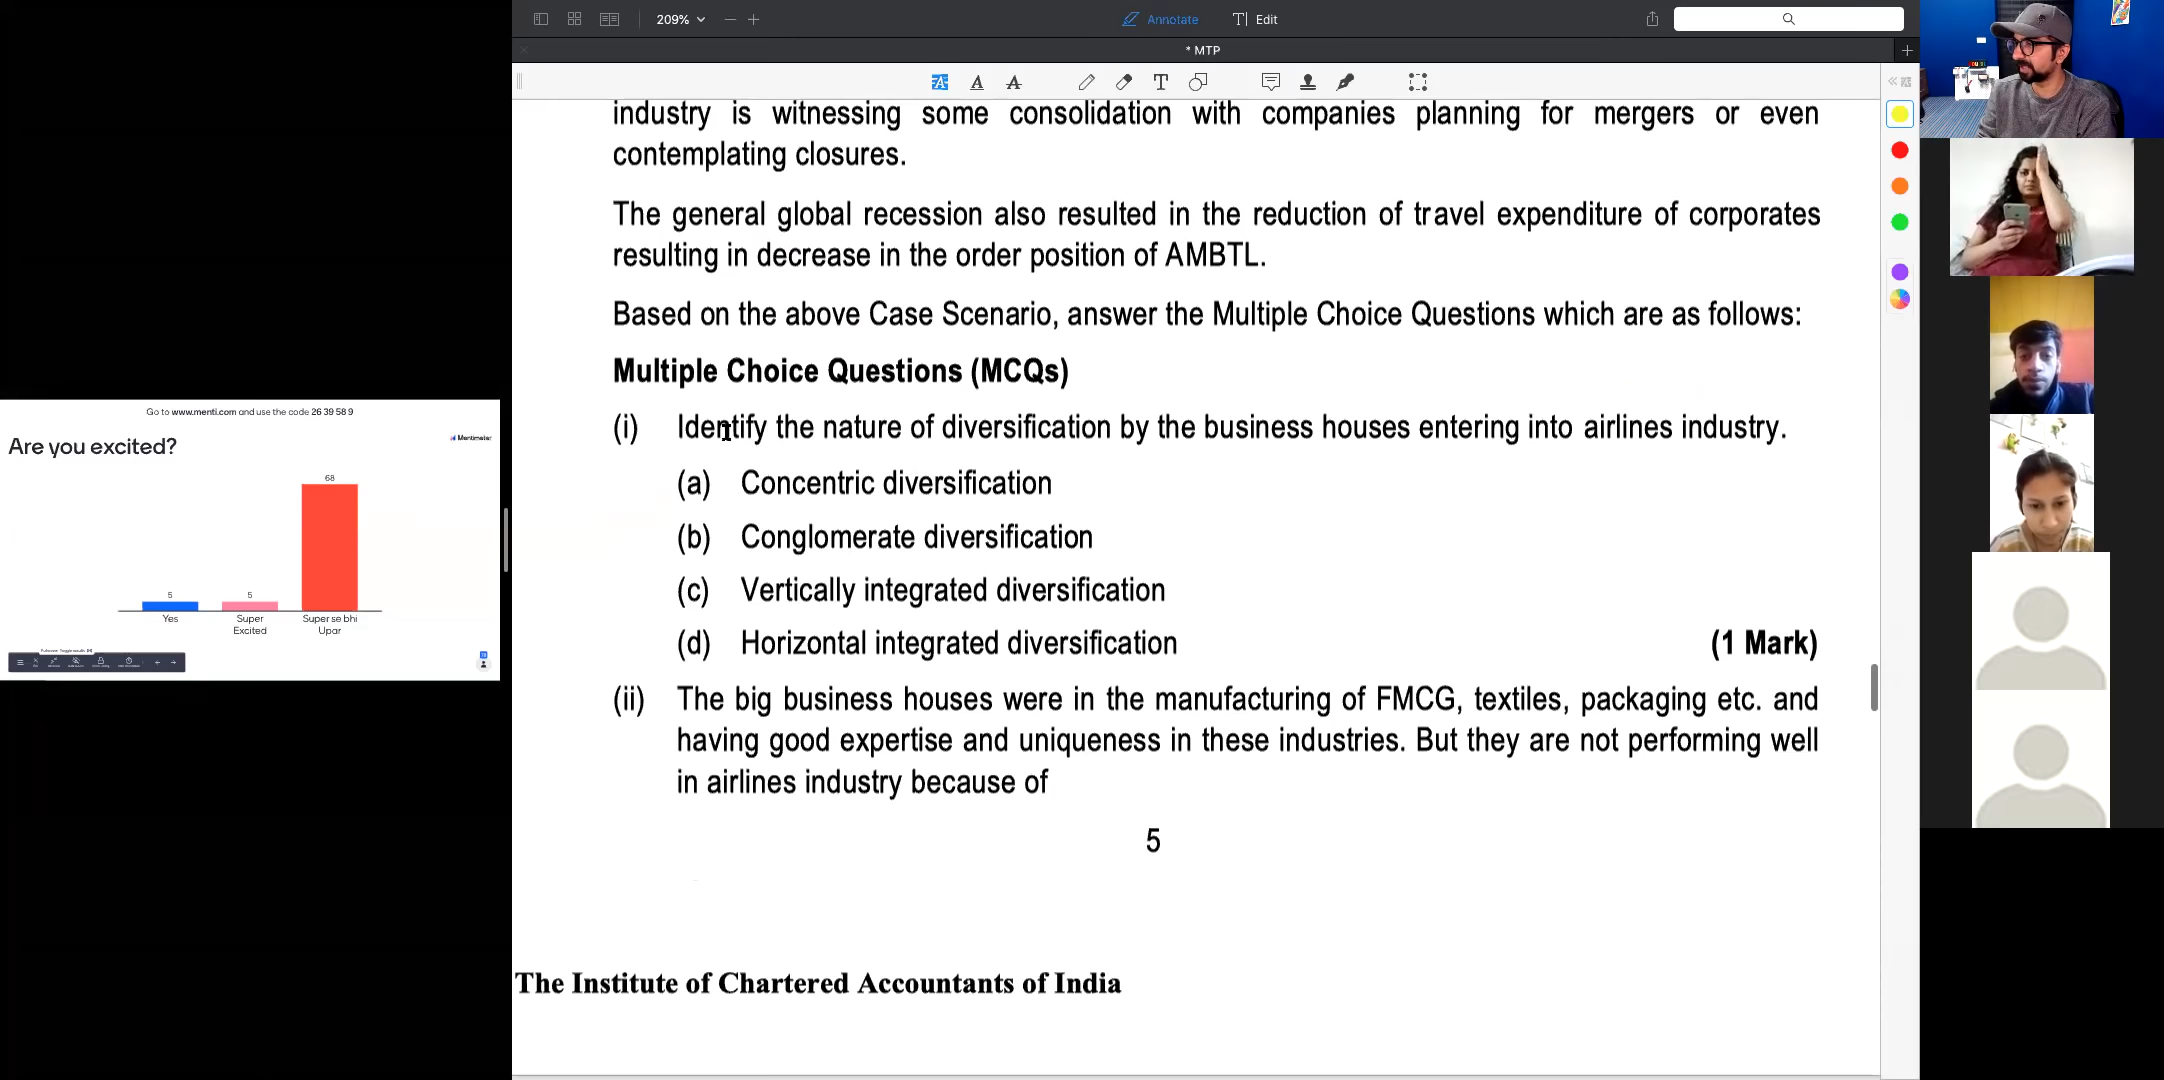 209%
Annotate
T| Edit
* MTP
industry is witnessing some consolidation with companies planning for mergers or even
contemplating closures.
The general global recession also resulted in the reduction of travel expenditure of corporates
resulting in decrease in the order position of AMBTL.
Based on the above Case Scenario, answer the Multiple Choice Questions which are as follows:
Multiple Choice Questions (MCQs)
(i) Identify the nature of diversification by the business houses entering into airlines industry.
(a) Concentric diversification
(b) Conglomerate diversification
(c) Vertically integrated diversification
(d) Horizontal integrated diversification (1 Mark)
(ii) The big business houses were in the manufacturing of FMCG, textiles, packaging etc. and
having good expertise and uniqueness in these industries. But they are not performing well
in airlines industry because of
5
The Institute of Chartered Accountants of India
Go to www.menti.com and use the code 26 39 58 9
Mentimeter
Are you excited?
68
5
5
Yes
Super
Excited
Super se bhi
Upar